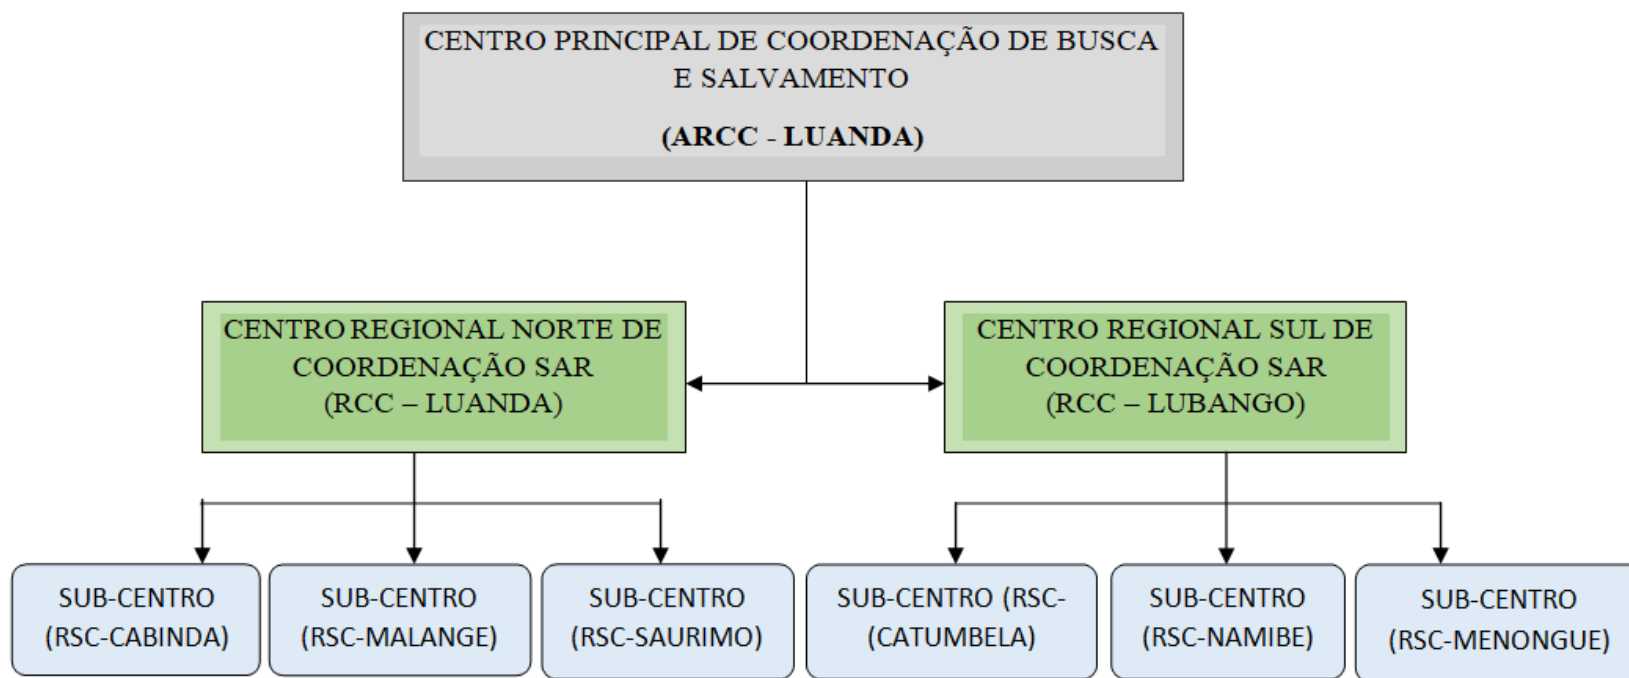 CENTRO PRINCIPAL DE COORDENAÇÃO DE BUSCA
E SALVAMENTO
(ARCC - LUANDA)
CENTRO REGIONAL NORTE DE
COORDENAÇÃO SAR
(RCC – LUANDA)
CENTRO REGIONAL SUL DE
COORDENAÇÃO SAR
(RCC – LUBANGO)
SUB-CENTRO
(RSC-CABINDA)
SUB-CENTRO
(RSC-MALANGE)
SUB-CENTRO
(RSC-SAURIMO)
SUB-CENTRO (RSC-
(CATUMBELA)
SUB-CENTRO
(RSC-NAMIBE)
SUB-CENTRO
(RSC-MENONGUE)